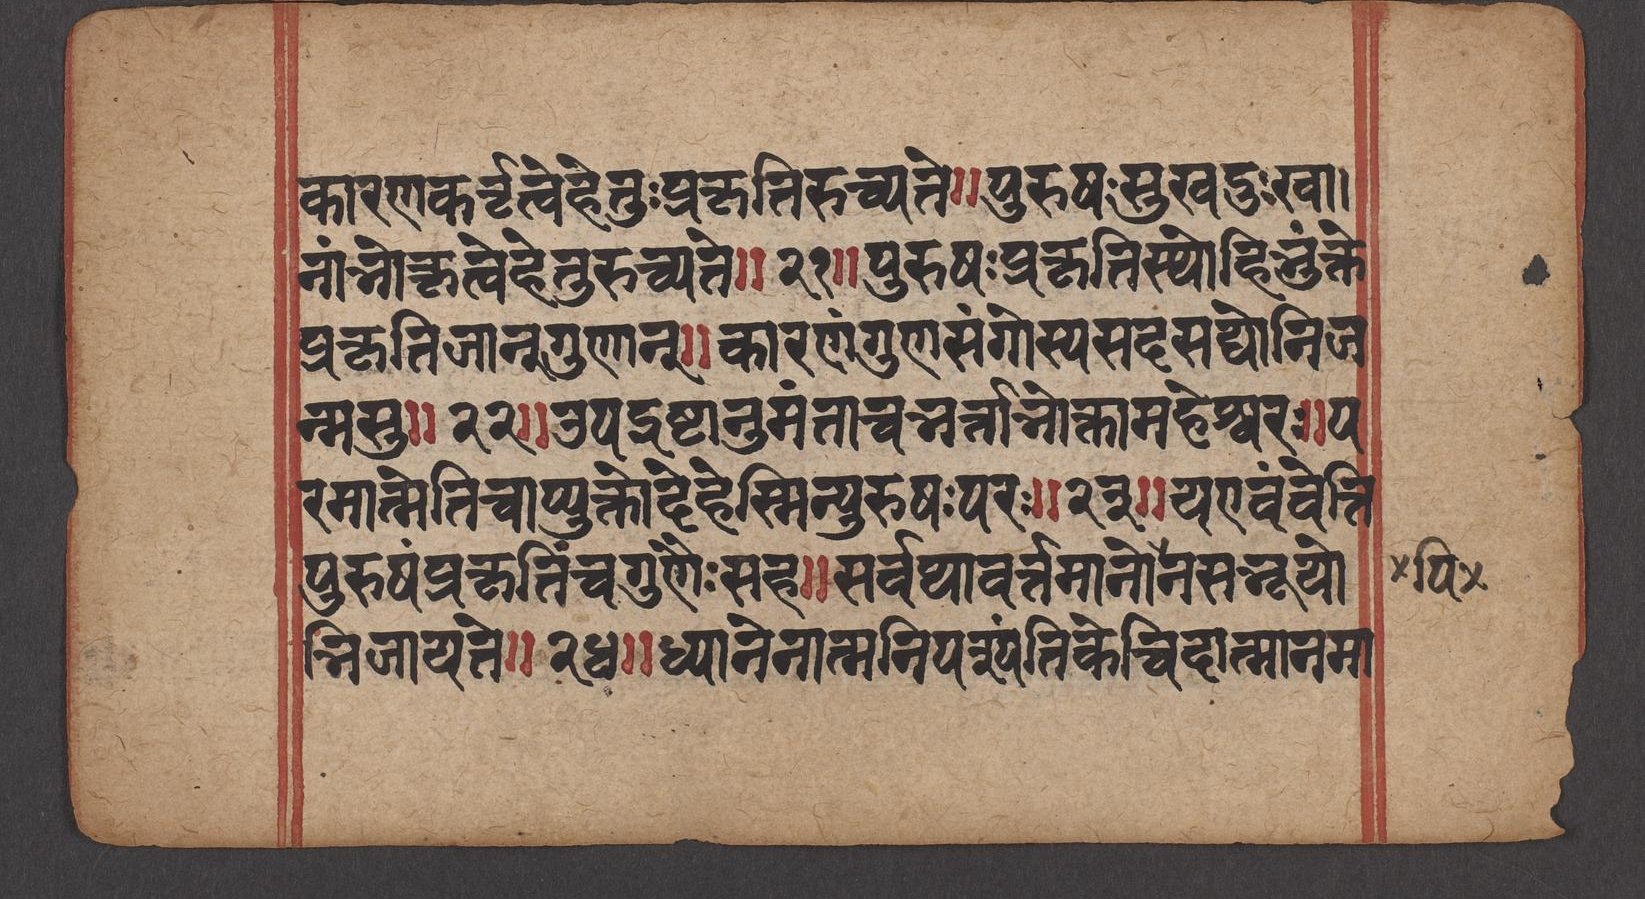 कारणकर्तृत्वेहेतुःप्रकृतिरुच्यते॥पुरुषःसुखदुःखा।
नांभोक्तृत्वेहेतुरुच्यते॥२१॥पुरुषःप्रकृतिस्थोहिभुंक्ते
प्रकृतिजान्गुणान्॥कारणंगुणसंगोस्यसदसद्योनिज
न्मसु॥२२॥उपद्रष्टानुमंताचभर्त्ताभोक्तामहेश्वरः॥प
रमात्मेतिचाप्युक्तोदेहेस्मिन्पुरुषःपरः॥२३॥यएवंवेत्ति
पुरुषंप्रकृतिंचगुणैःसह॥सर्वथावर्त्तमानोनसभूयो
×पि×
भिजायते॥२४॥ध्यानेनात्मनिपश्यंतिकेचिदात्मानमा